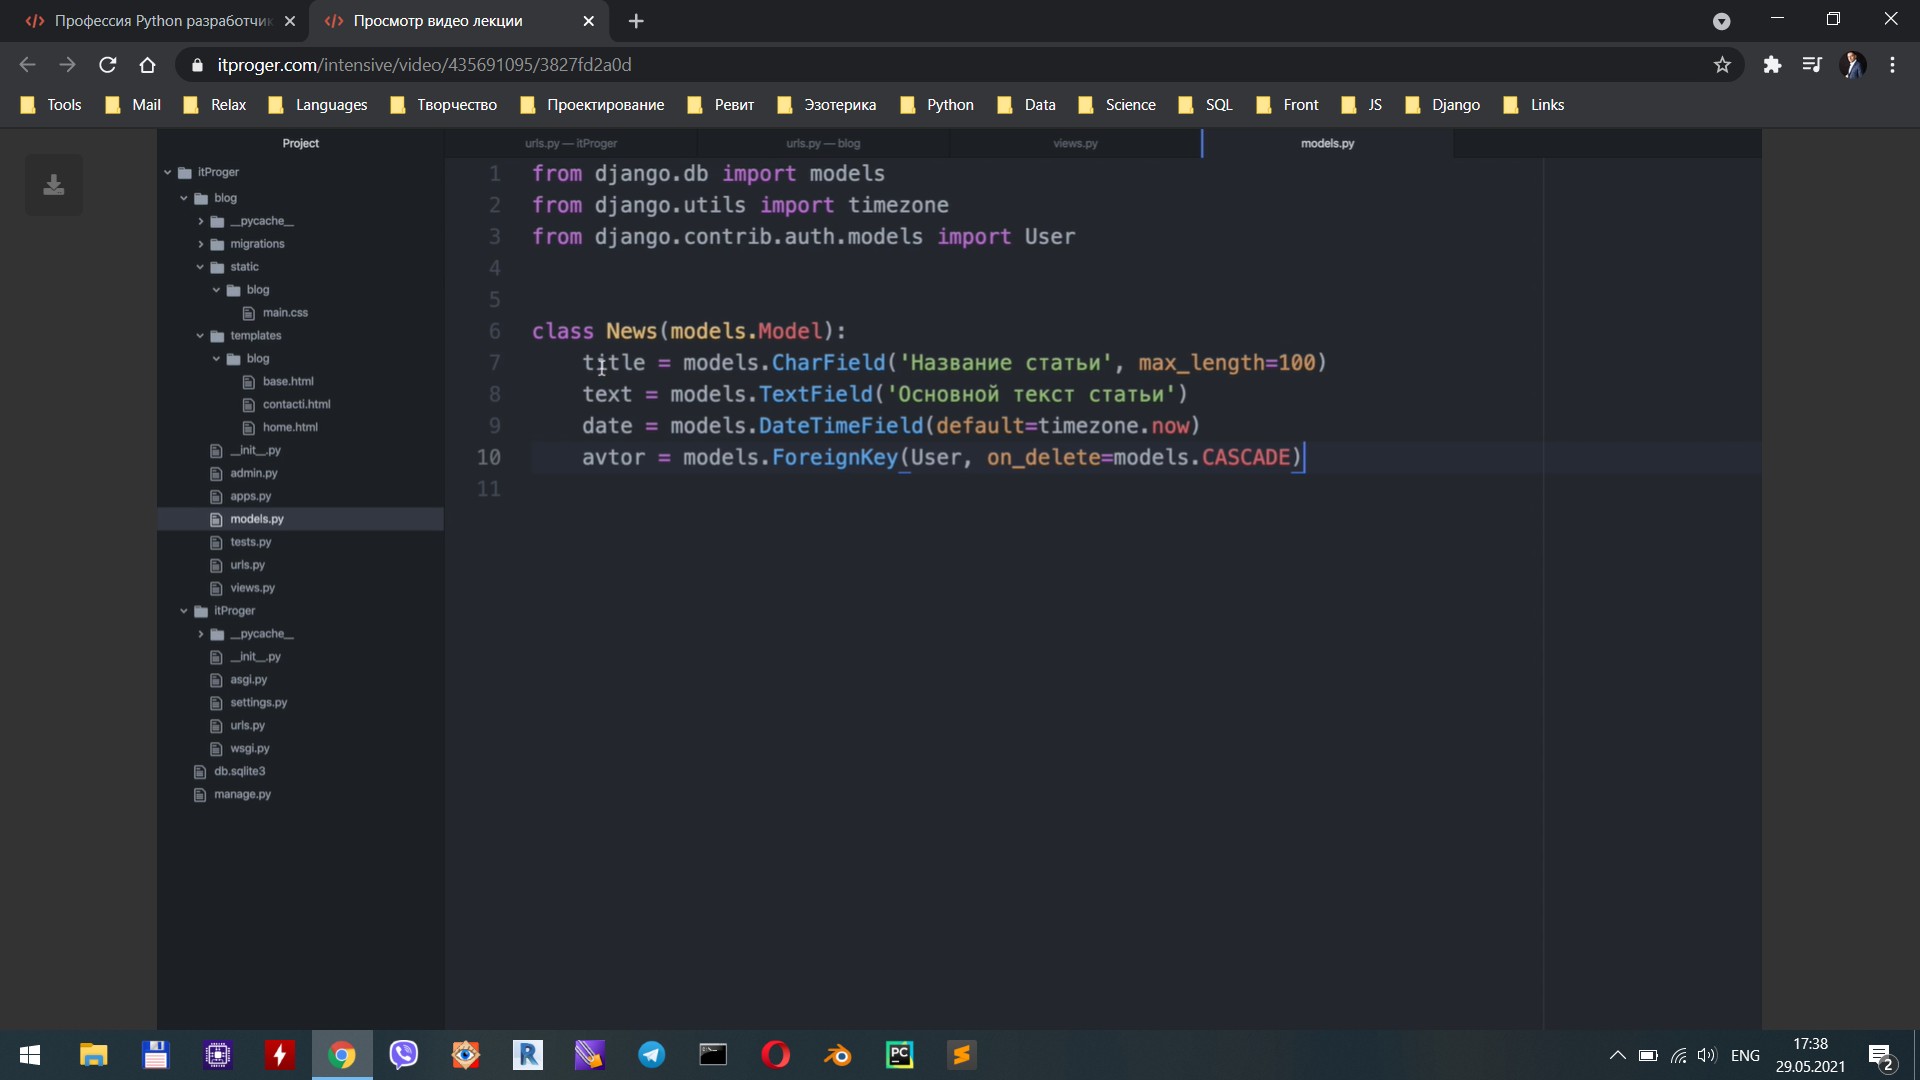 Профессия Python разработчик
Просмотр видео лекции
itproger.com/intensive/video/435691095/3827fd2a0d
Tools Mail Relax Languages Творчество Проектирование Ревит Эзотерика Python Data Science SQL Front JS Django Links
Project
urls.py — itProger
urls.py — blog
views.py
models.py
itProger
blog
__pycache__
migrations
static
blog
main.css
templates
blog
base.html
contacti.html
home.html
__init__.py
admin.py
apps.py
models.py
tests.py
urls.py
views.py
itProger
__pycache__
__init__.py
asgi.py
settings.py
urls.py
wsgi.py
db.sqlite3
manage.py
1 from django.db import models
2 from django.utils import timezone
3 from django.contrib.auth.models import User
4
5
6 class News(models.Model):
7 title = models.CharField('Название статьи', max_length=100)
8 text = models.TextField('Основной текст статьи')
9 date = models.DateTimeField(default=timezone.now)
10 avtor = models.ForeignKey(User, on_delete=models.CASCADE)
11
R
PC
ENG
17:38
29.05.2021
2